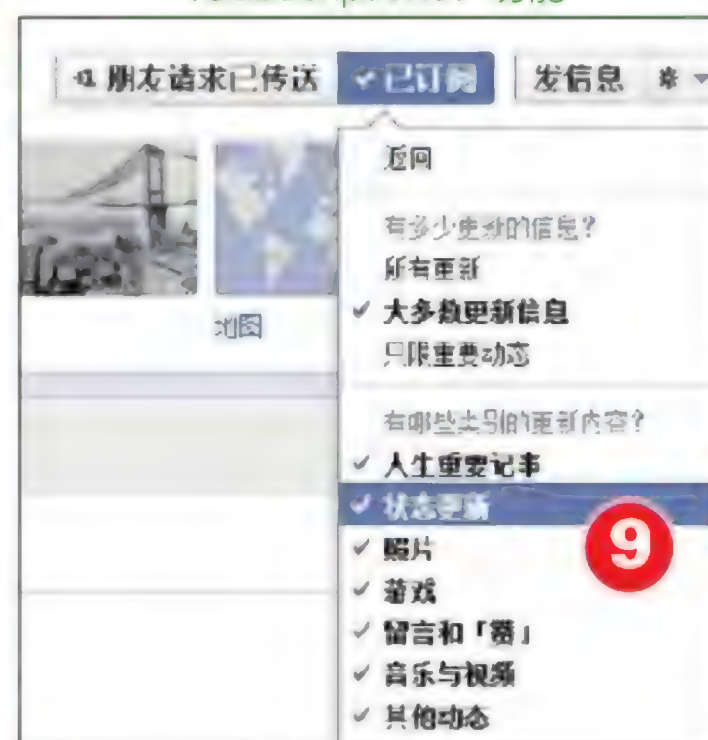 朋友请求已传送 ✓已订阅 发信息
返回
有多少更新的信息?
所有更新
✓ 大多数更新信息
只限重要动态
地图
有哪些类别的更新内容?
✓ 人生重要记事
✓ 状态更新
9
✓ 照片
✓ 游戏
✓ 留言和「赞」
✓ 音乐与视频
✓ 其他动态